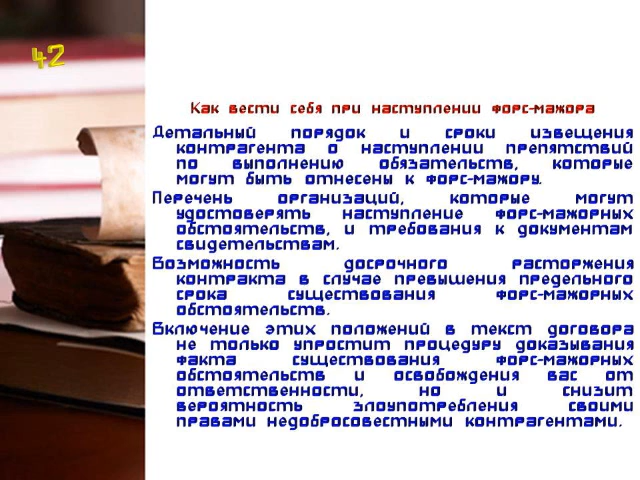 42
Как вести себя при наступлении форс-мажора
Детальный порядок и сроки извещения
контрагента о наступлении препятствий
по выполнению обязательств, которые
могут быть отнесены к форс-мажору.
Перечень организаций, которые могут
удостоверять наступление форс-мажорных
обстоятельств, и требования к документам
свидетельствам.
Возможность досрочного расторжения
контракта в случае превышения предельного
срока существования форс-мажорных
обстоятельств.
Включение этих положений в текст договора
не только упростит процедуру доказывания
факта существования форс-мажорных
обстоятельств и освобождения вас от
ответственности, но и снизит
вероятность злоупотребления своими
правами недобросовестными контрагентами.